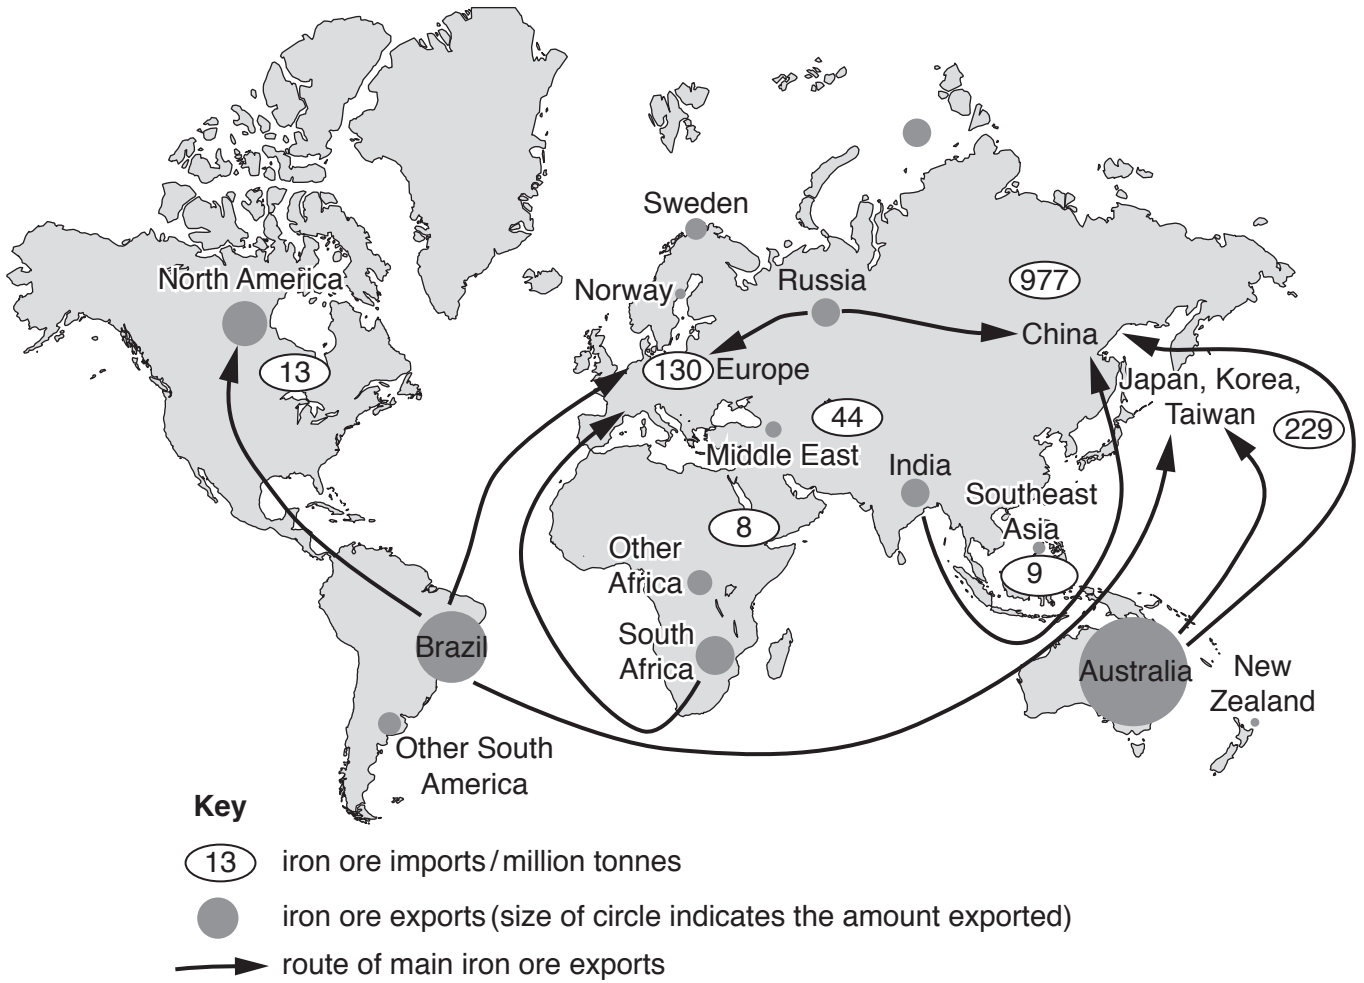 Sweden
North America
Norway
Russia
977
China
13
130 Europe
Japan, Korea,
Taiwan
44
229
Middle East
India
Southeast
Asia
8
Other
Africa
9
Brazil
South
Africa
Australia
New
Zealand
Other South
America
Key
13 iron ore imports / million tonnes
iron ore exports (size of circle indicates the amount exported)
route of main iron ore exports